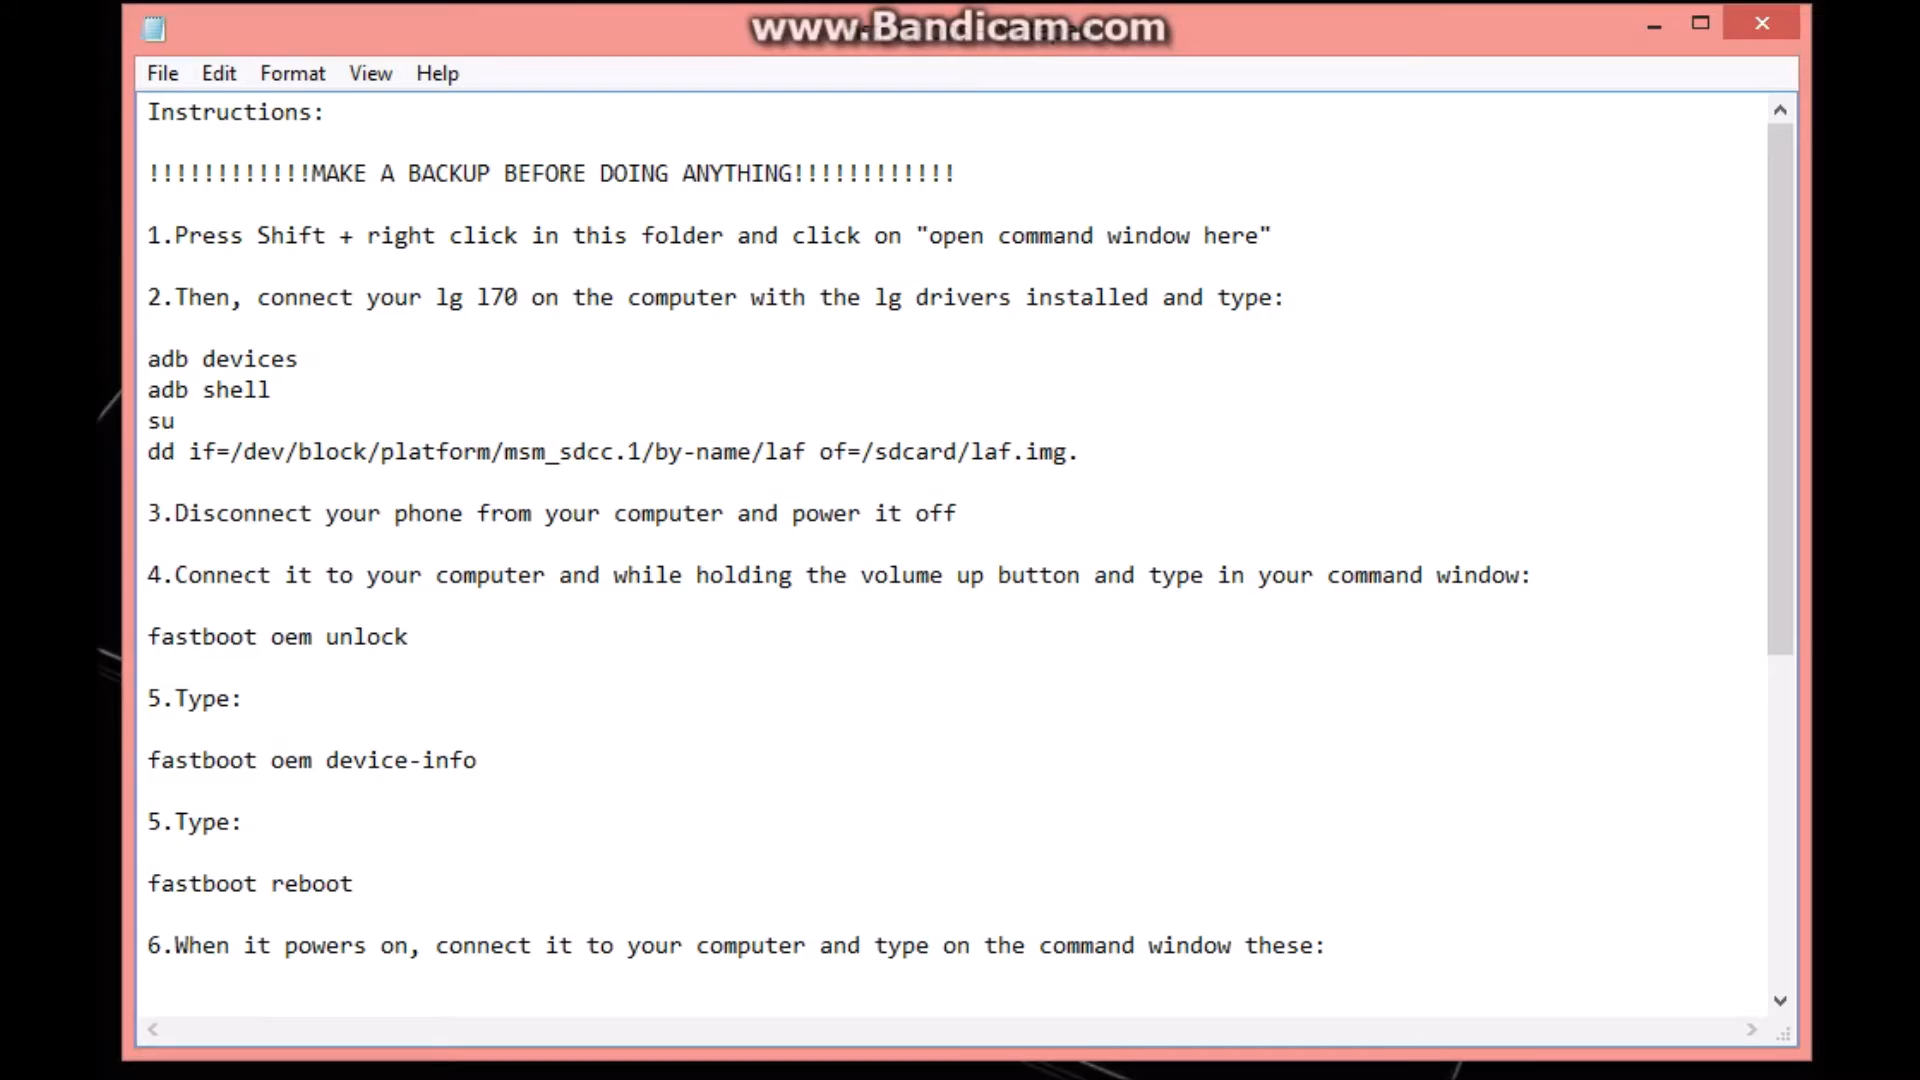 www.Bandicam.com
File Edit Format View Help
Instructions:
!!!!!!!!!!!!MAKE A BACKUP BEFORE DOING ANYTHING!!!!!!!!!!!!
1.Press Shift + right click in this folder and click on "open command window here"
2.Then, connect your lg l70 on the computer with the lg drivers installed and type:
adb devices
adb shell
su
dd if=/dev/block/platform/msm_sdcc.1/by-name/laf of=/sdcard/laf.img.
3.Disconnect your phone from your computer and power it off
4.Connect it to your computer and while holding the volume up button and type in your command window:
fastboot oem unlock
5.Type:
fastboot oem device-info
5.Type:
fastboot reboot
6.When it powers on, connect it to your computer and type on the command window these: